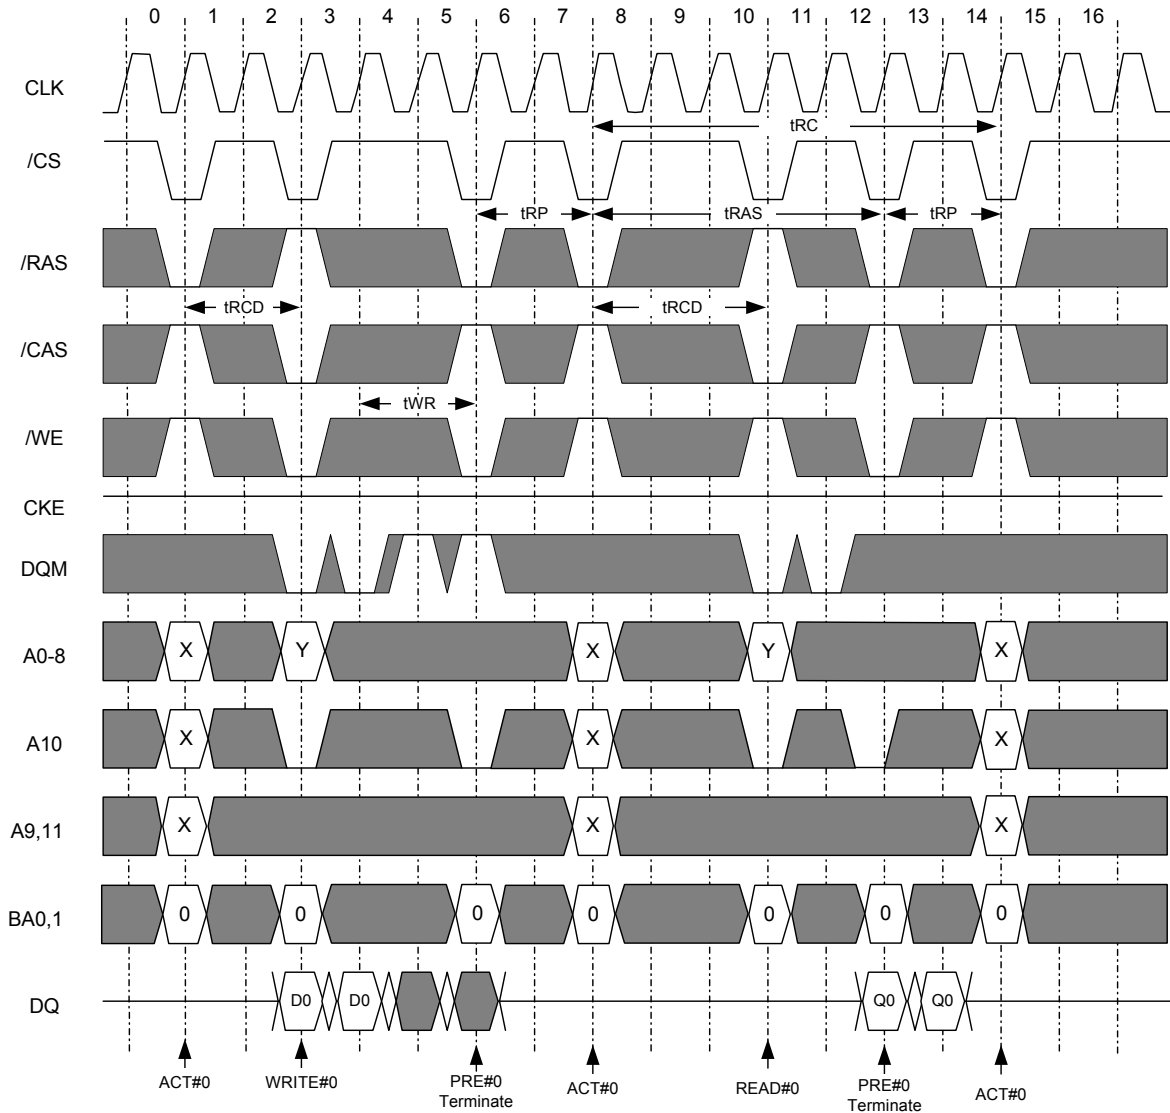 0 1 2 3 4 5 6 7 8 9 10 11 12 13 14 15 16
CLK
tRC
/CS
tRP tRAS tRP
/RAS
tRCD tRCD
/CAS
tWR
/WE
CKE
DQM
A0-8 X Y X Y X
A10 X X X
A9,11 X X X
BA0,1 0 0 0 0 0 0 0
DQ D0 D0 Q0 Q0
ACT#0 WRITE#0 PRE#0 ACT#0 READ#0 PRE#0 ACT#0
Terminate Terminate